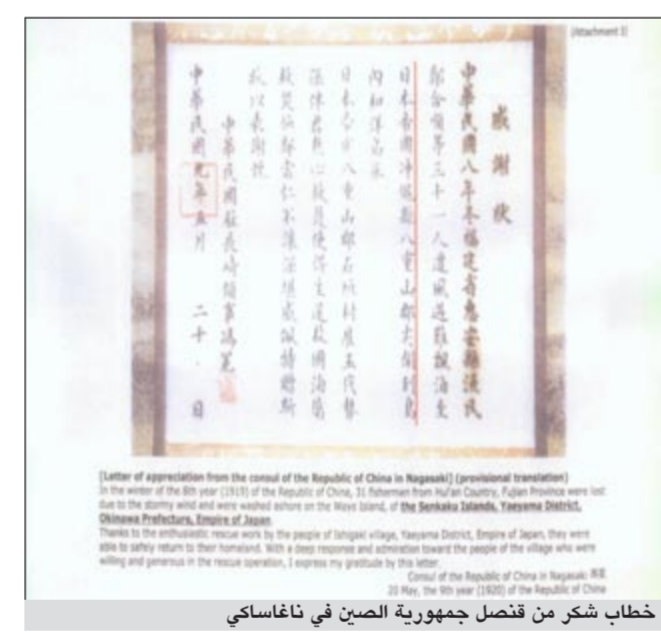 (Attachment 3)
感謝狀
中華民國八年冬福建省惠安縣漁民
郭合順等三十一人遭風遇難飄泊至
日本帝國沖繩縣八重山郡尖閣列島
內和洋島承
日本帝國八重山郡石垣村雇玉代勢
孫伴君熱心救護使得生還故國洵屬
救災恤鄰當仁不讓深堪感佩特贈斯
狀以表謝忱
中華民國駐長崎領事馮冕
中華民國九年五月 二十 日
[Letter of appreciation from the consul of the Republic of China in Nagasaki] (provisional translation)
In the winter of the 8th year (1919) of the Republic of China, 31 fishermen from Hui'an Country, Fujian Province were lost
due to the stormy wind and were washed ashore on the Wayo Island, of the Senkaku Islands, Yaeyama District,
Okinawa Prefecture, Empire of Japan.
Thanks to the enthusiastic rescue work by the people of Ishigaki village, Yaeyama District, Empire of Japan, they were
able to safely return to their homeland. With a deep response and admiration toward the people of the village who were
willing and generous in the rescue operation, I express my gratitude by this letter.
Consul of the Republic of China in Nagasaki 馮冕
20 May, the 9th year (1920) of the Republic of China
خطاب شكر من قنصل جمهورية الصين في ناغاساكي